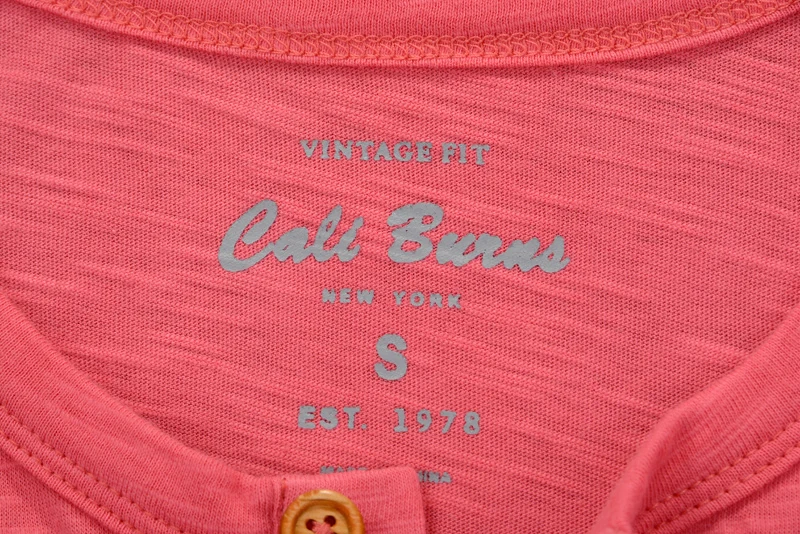 VINTAGE FIT
Cali Burns
NEW YORK
S
EST. 1978